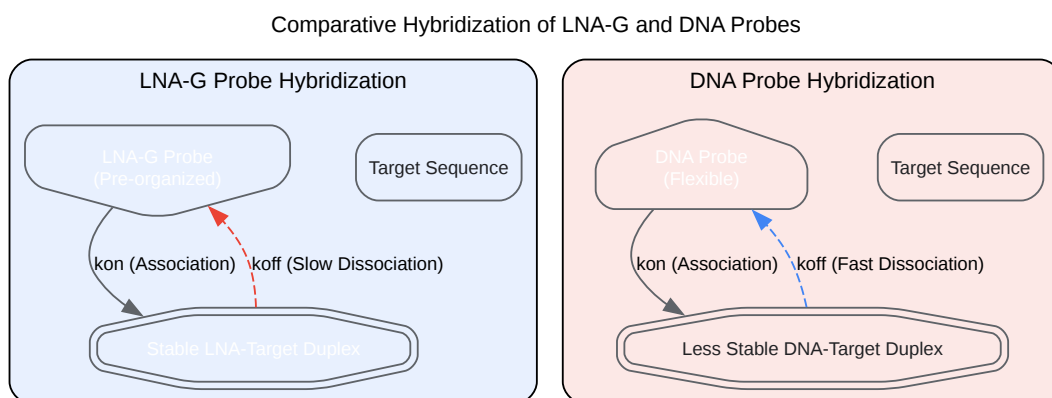 Comparative Hybridization of LNA-G and DNA Probes
LNA-G Probe Hybridization
LNA-G Probe
(Pre-organized)
Target Sequence
kon (Association)
koff (Slow Dissociation)
Stable LNA-Target Duplex
DNA Probe Hybridization
DNA Probe
(Flexible)
Target Sequence
kon (Association)
koff (Fast Dissociation)
Less Stable DNA-Target Duplex